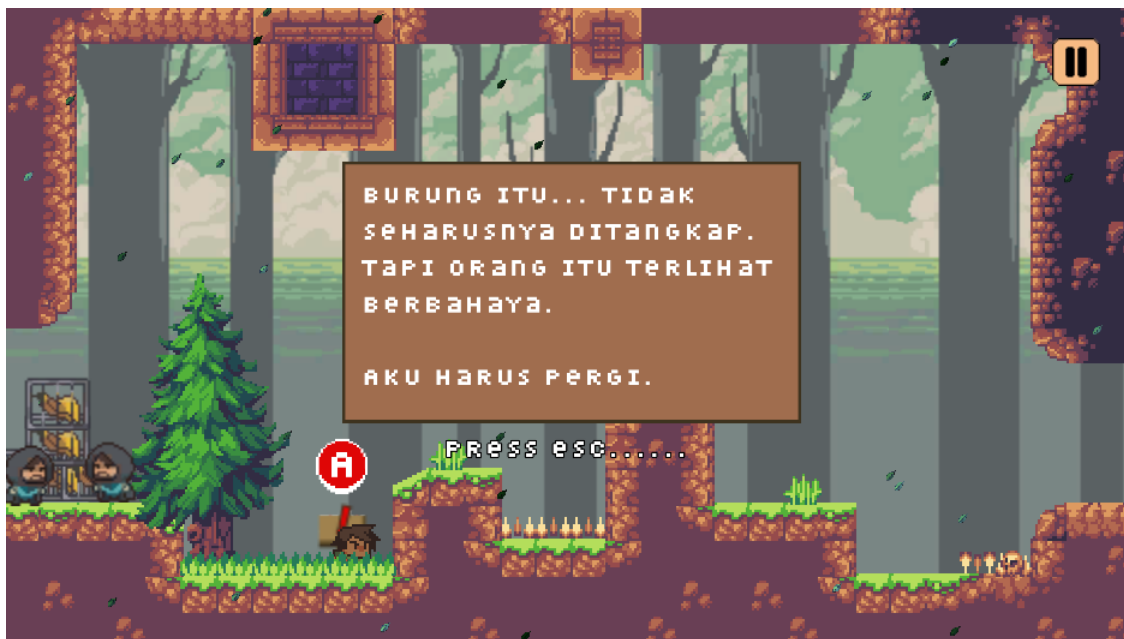 BURUNG ITU... TIDAK
SEHARUSNYA DITANGKAP.
TAPI ORANG ITU TERLIHAT
BERBAHAYA.
AKU HARUS PERGI.
PRESS ESC......
A